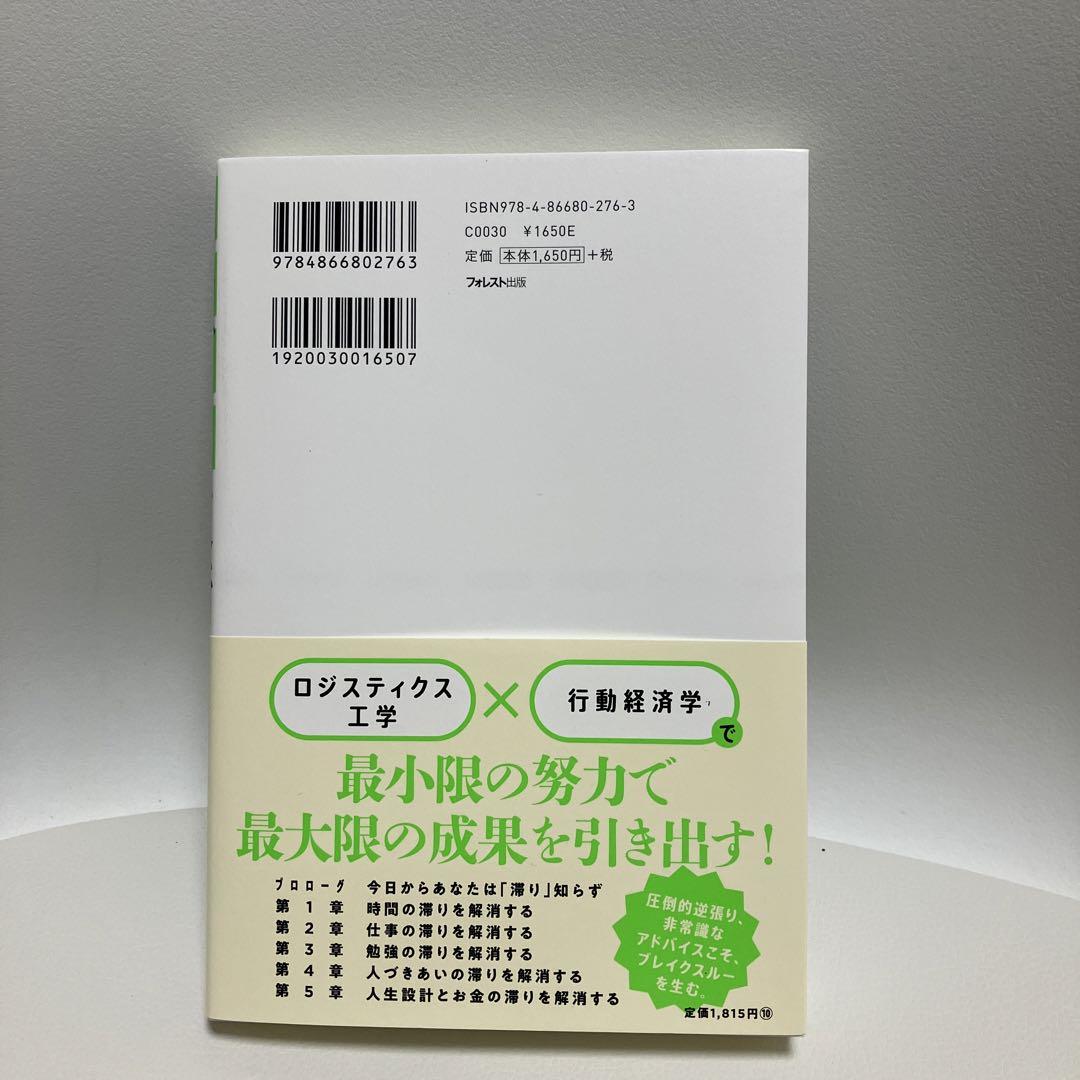 9784866802763
1920030016507
ISBN978-4-86680-276-3
C0030 ¥1650E
定価 本体1,650円+税
フォレスト出版
ロジスティクス
工学
×
行動経済学
で
最小限の努力で
最大限の成果を引き出す!
プロローグ 今日からあなたは「滞り」知らず
第1章 時間の滞りを解消する
第2章 仕事の滞りを解消する
第3章 勉強の滞りを解消する
第4章 人づきあいの滞りを解消する
第5章 人生設計とお金の滞りを解消する
圧倒的逆張り、
非常識な
アドバイスこそ、
ブレイクスルー
を生む。
定価1,815円⑩